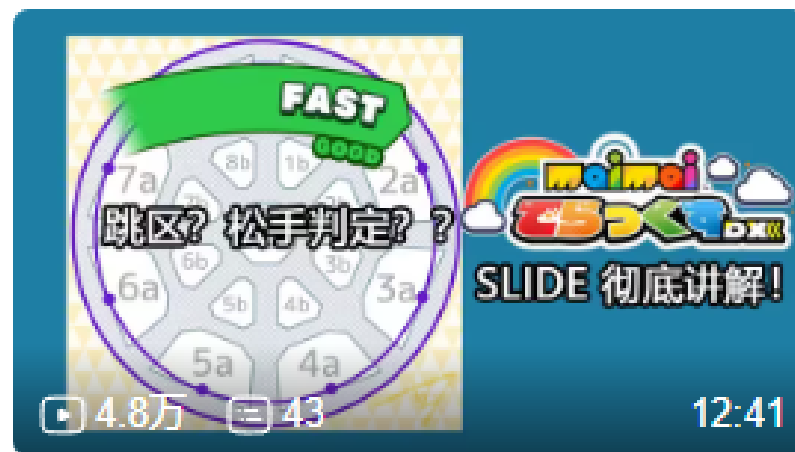 FAST
GOOD
8b 1b
7a 2a
跳区？松手判定？？
6b 3b
6a 3a
5b 4b
5a 4a
maimai
でらっくす
DX
SLIDE 彻底讲解！
4.8万 43 12:41